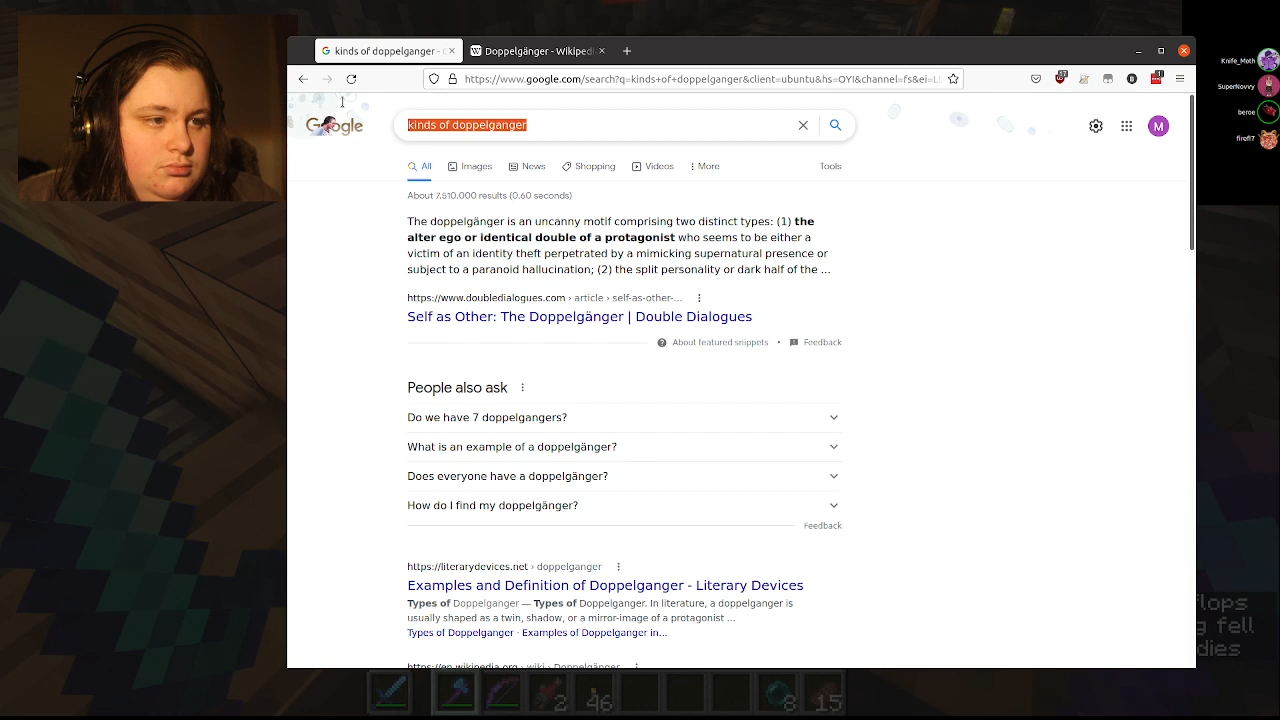 kinds of doppelganger - G
Doppelgänger - Wikipedi
https://www.google.com/search?q=kinds+of+doppelganger&client=ubuntu&hs=OYI&channel=fs&ei=L
Google
kinds of doppelganger
M
All
Images
News
Shopping
Videos
More
Tools
About 7,510,000 results (0.60 seconds)
The doppelgänger is an uncanny motif comprising two distinct types: (1) the
alter ego or identical double of a protagonist who seems to be either a
victim of an identity theft perpetrated by a mimicking supernatural presence or
subject to a paranoid hallucination; (2) the split personality or dark half of the ...
https://www.doubledialogues.com › article › self-as-other-...
Self as Other: The Doppelgänger | Double Dialogues
About featured snippets • Feedback
People also ask
Do we have 7 doppelgangers?
What is an example of a doppelgänger?
Does everyone have a doppelgänger?
How do I find my doppelgänger?
Feedback
https://literarydevices.net › doppelganger
Examples and Definition of Doppelganger - Literary Devices
Types of Doppelganger — Types of Doppelganger. In literature, a doppelganger is
usually shaped as a twin, shadow, or a mirror-image of a protagonist ...
Types of Doppelganger · Examples of Doppelganger in...
https://en.wikipedia.org › wiki › Doppelgänger
Knife_Moth
SuperNovvy
beroe
firefi7
flops
g fell
dies
2
46
8
15